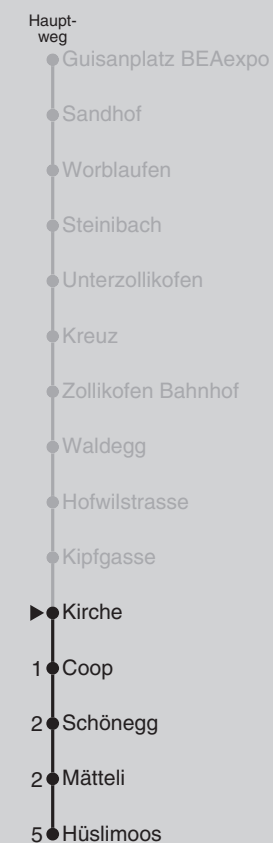 Haupt-
weg
Guisanplatz BEAexpo
Sandhof
Worblaufen
Steinibach
Unterzollikofen
Kreuz
Zollikofen Bahnhof
Waldegg
Hofwilstrasse
Kipfgasse
Kirche
1 Coop
2 Schönegg
2 Mätteli
5 Hüslimoos